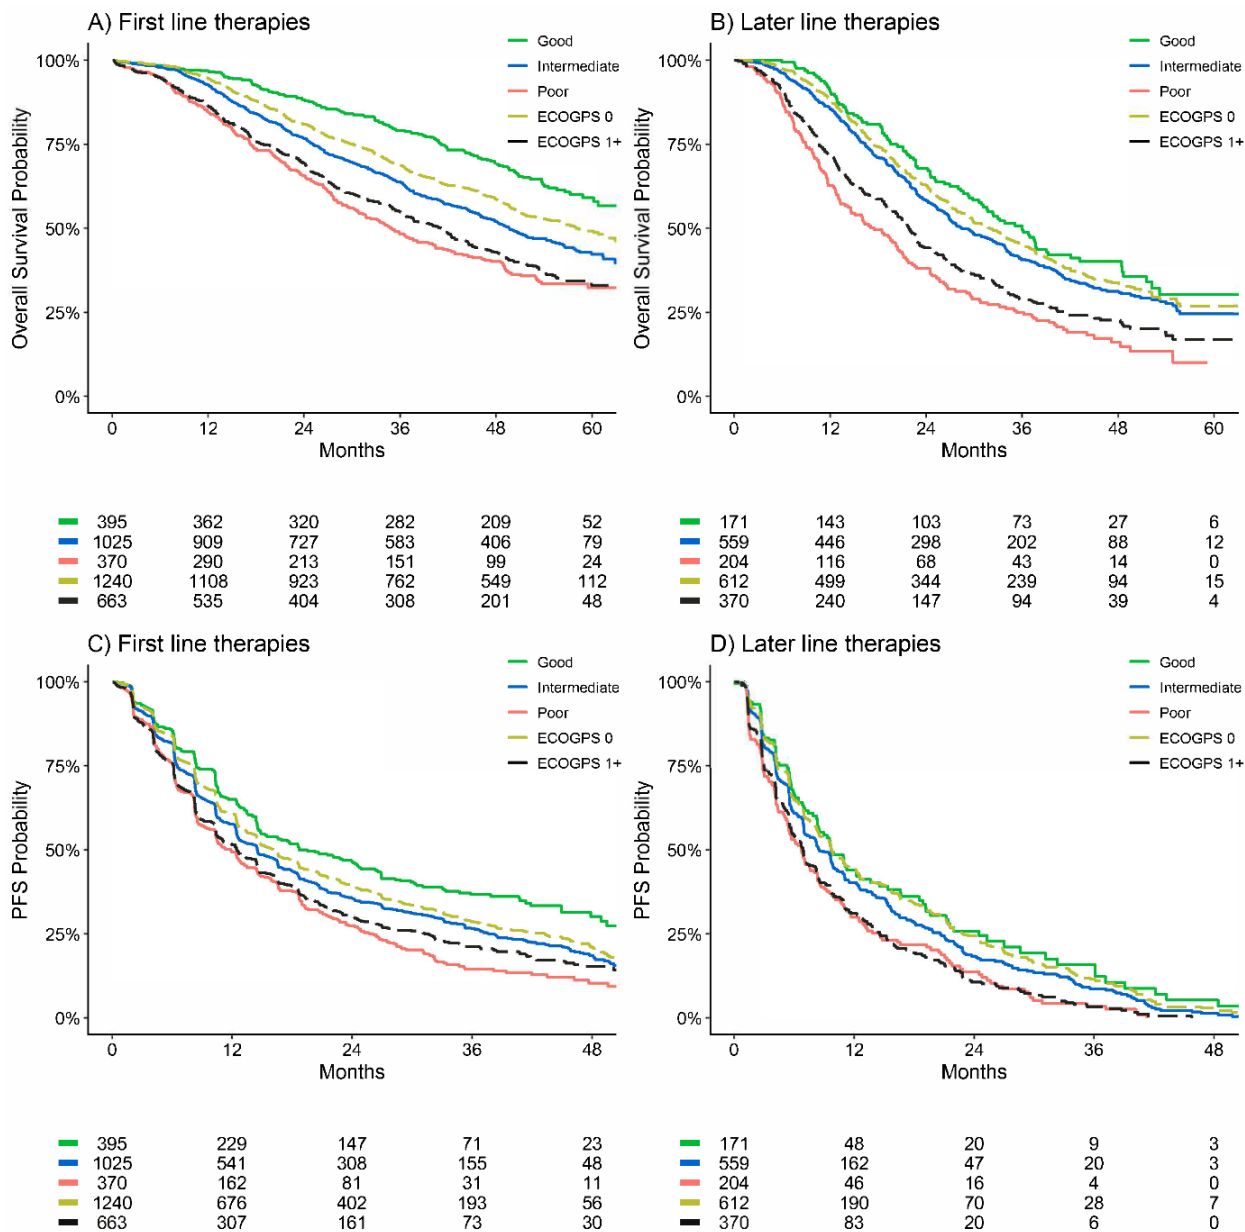 A) First line therapies
Good
Intermediate
Poor
ECOGPS 0
ECOGPS 1+
Overall Survival Probability
100%
75%
50%
25%
0%
0 12 24 36 48 60
Months
395 362 320 282 209 52
1025 909 727 583 406 79
370 290 213 151 99 24
1240 1108 923 762 549 112
663 535 404 308 201 48
B) Later line therapies
Good
Intermediate
Poor
ECOGPS 0
ECOGPS 1+
Overall Survival Probability
100%
75%
50%
25%
0%
0 12 24 36 48 60
Months
171 143 103 73 27 6
559 446 298 202 88 12
204 116 68 43 14 0
612 499 344 239 94 15
370 240 147 94 39 4
C) First line therapies
Good
Intermediate
Poor
ECOGPS 0
ECOGPS 1+
PFS Probability
100%
75%
50%
25%
0%
0 12 24 36 48
Months
395 229 147 71 23
1025 541 308 155 48
370 162 81 31 11
1240 676 402 193 56
663 307 161 73 30
D) Later line therapies
Good
Intermediate
Poor
ECOGPS 0
ECOGPS 1+
PFS Probability
100%
75%
50%
25%
0%
0 12 24 36 48
Months
171 48 20 9 3
559 162 47 20 3
204 46 16 4 0
612 190 70 28 7
370 83 20 6 0